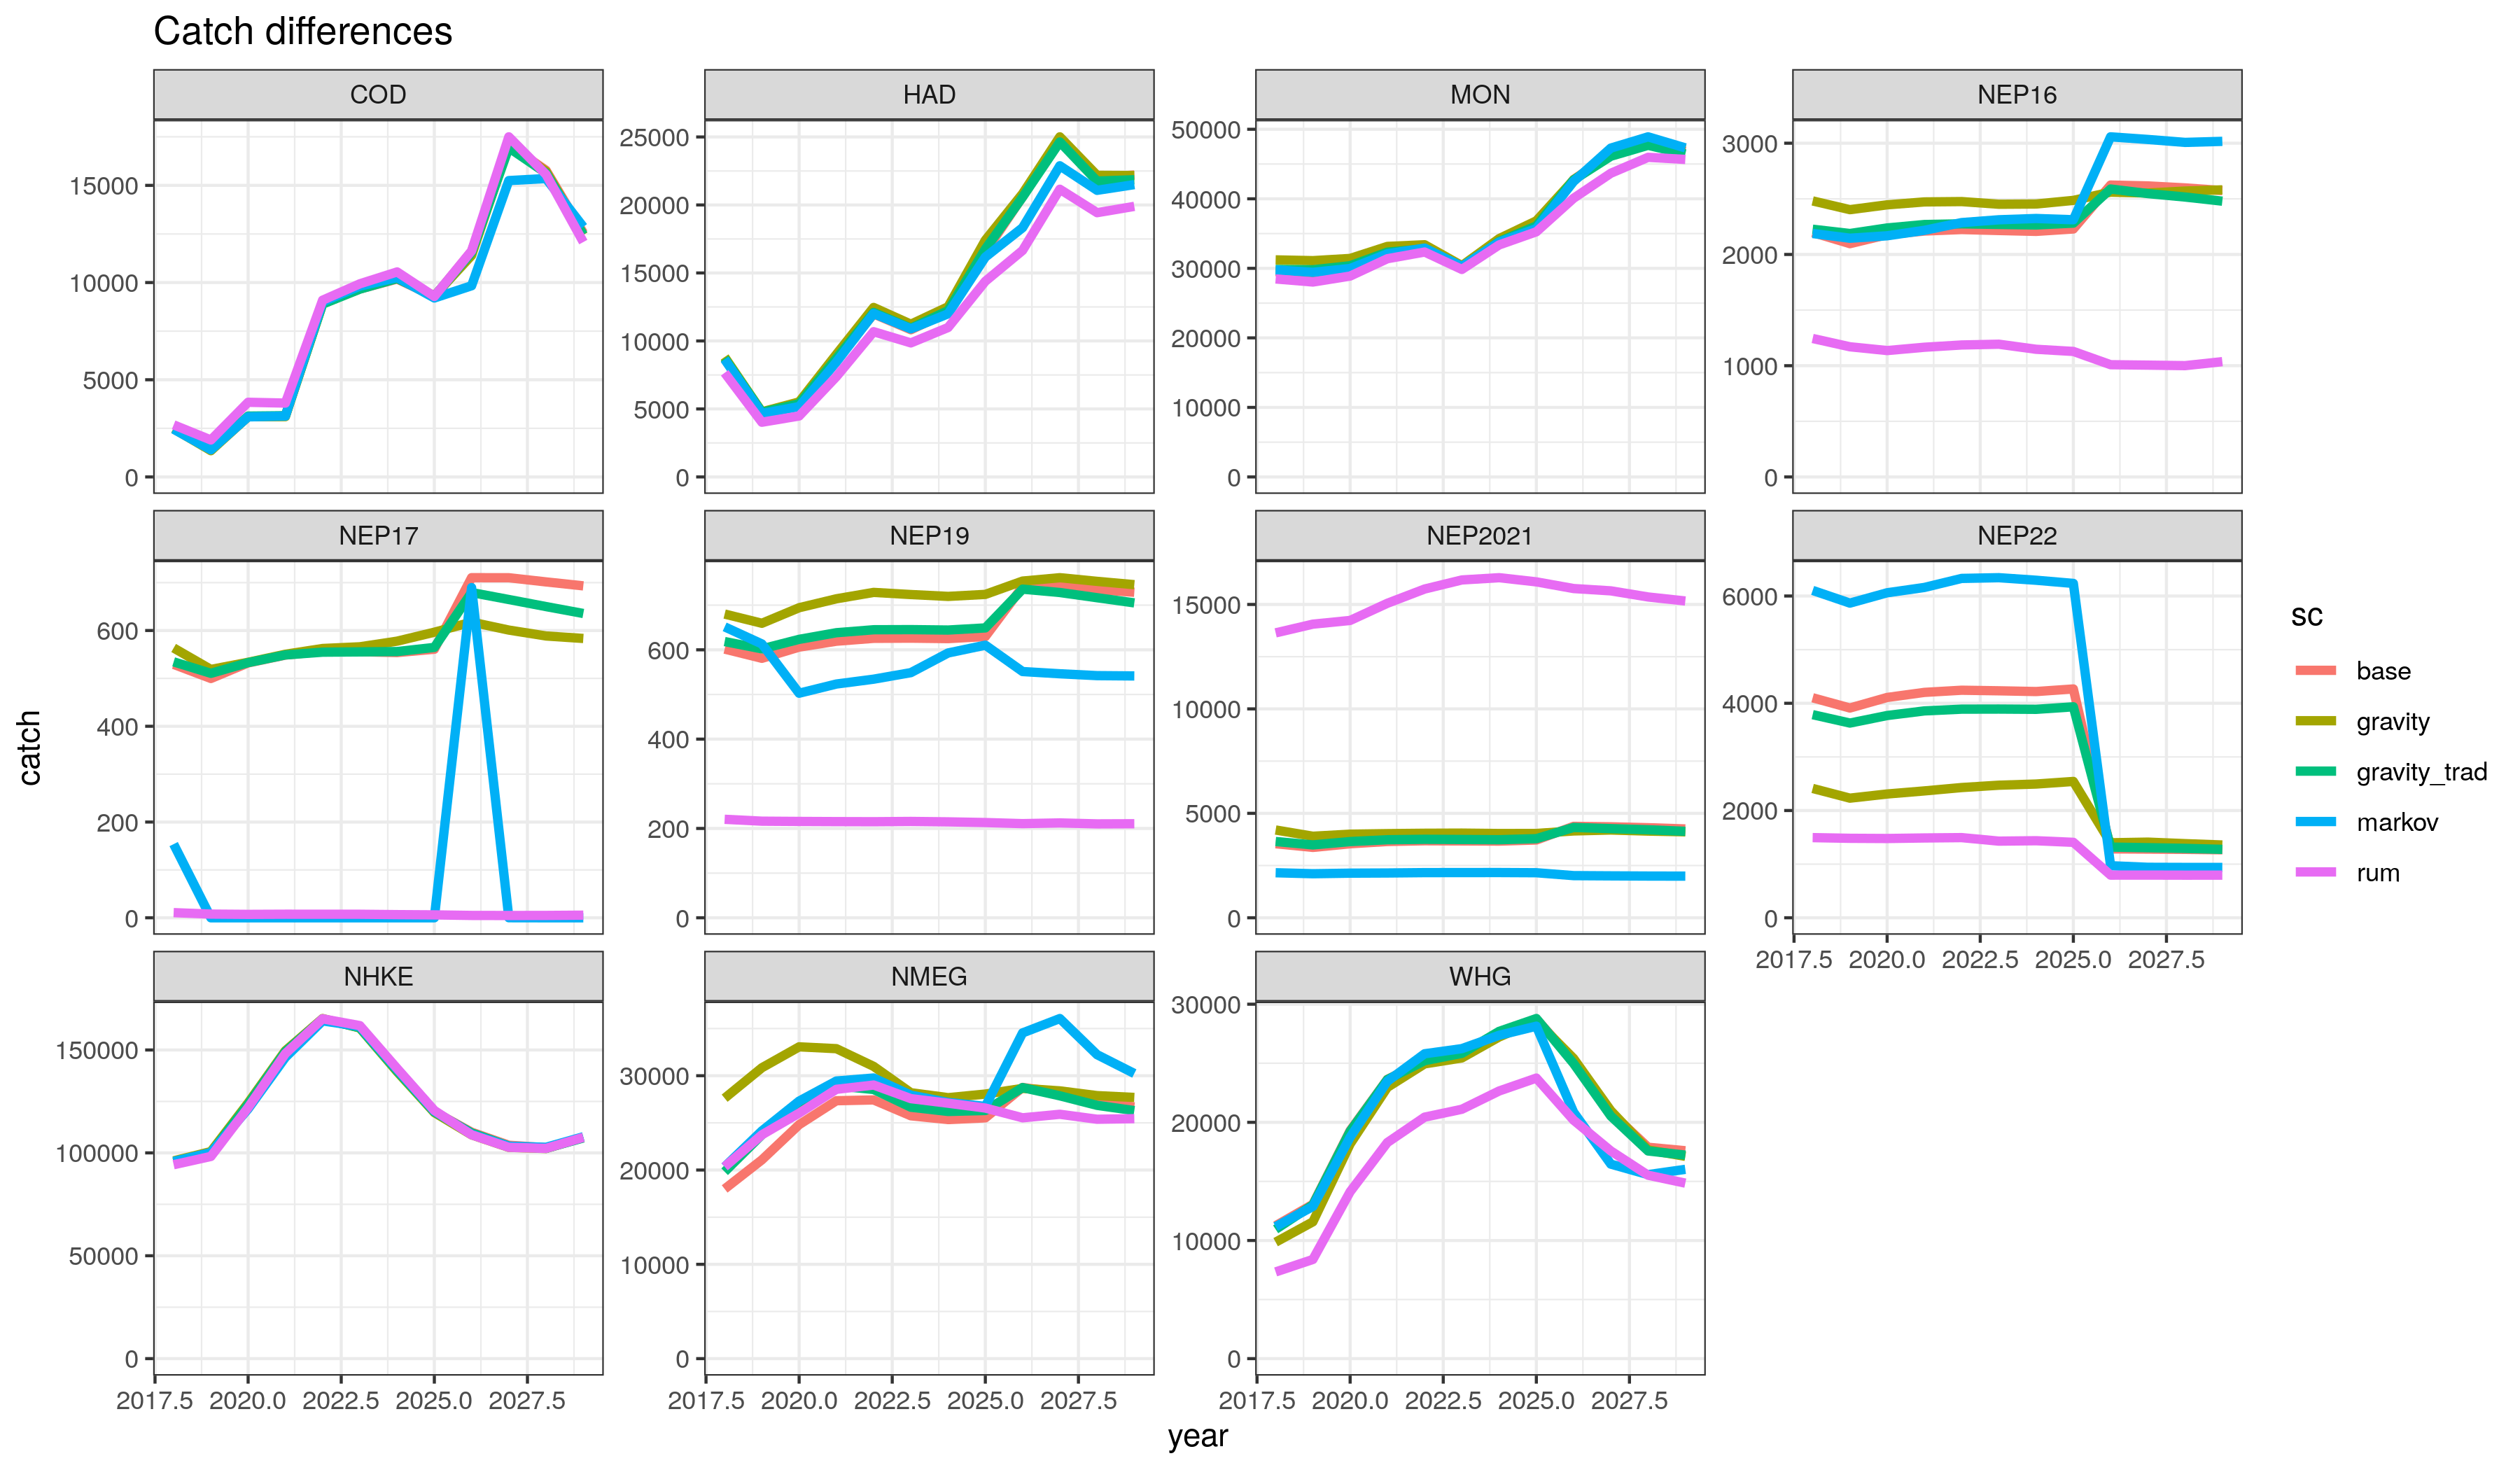 Catch differences
COD HAD MON NEP16
15000 10000 5000 0
25000 20000 15000 10000 5000 0
50000 40000 30000 20000 10000 0
3000 2000 1000 0
NEP17 NEP19 NEP2021 NEP22
600 400 200 0
600 400 200 0
15000 10000 5000 0
6000 4000 2000 0
2017.5 2020.0 2022.5 2025.0 2027.5
NHKE NMEG WHG
150000 100000 50000 0
30000 20000 10000 0
30000 20000 10000 0
2017.5 2020.0 2022.5 2025.0 2027.5
2017.5 2020.0 2022.5 2025.0 2027.5
2017.5 2020.0 2022.5 2025.0 2027.5
catch
year
sc
base
gravity
gravity_trad
markov
rum